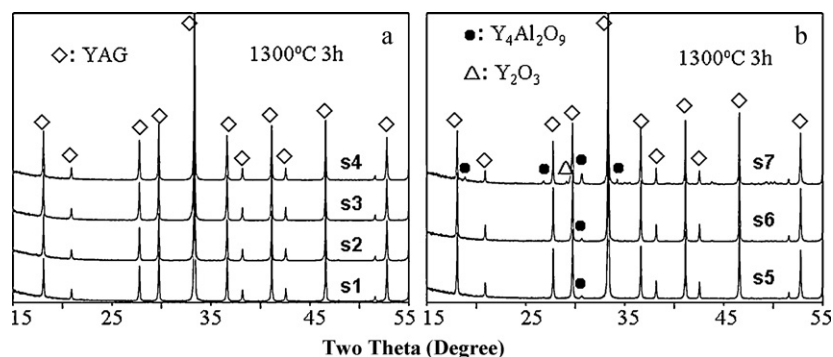 a
◇: YAG
1300ºC 3h
s4
s3
s2
s1
15 25 35 45 55
b
●: Y₄Al₂O₉
△: Y₂O₃
1300ºC 3h
s7
s6
s5
15 25 35 45 55
Two Theta (Degree)